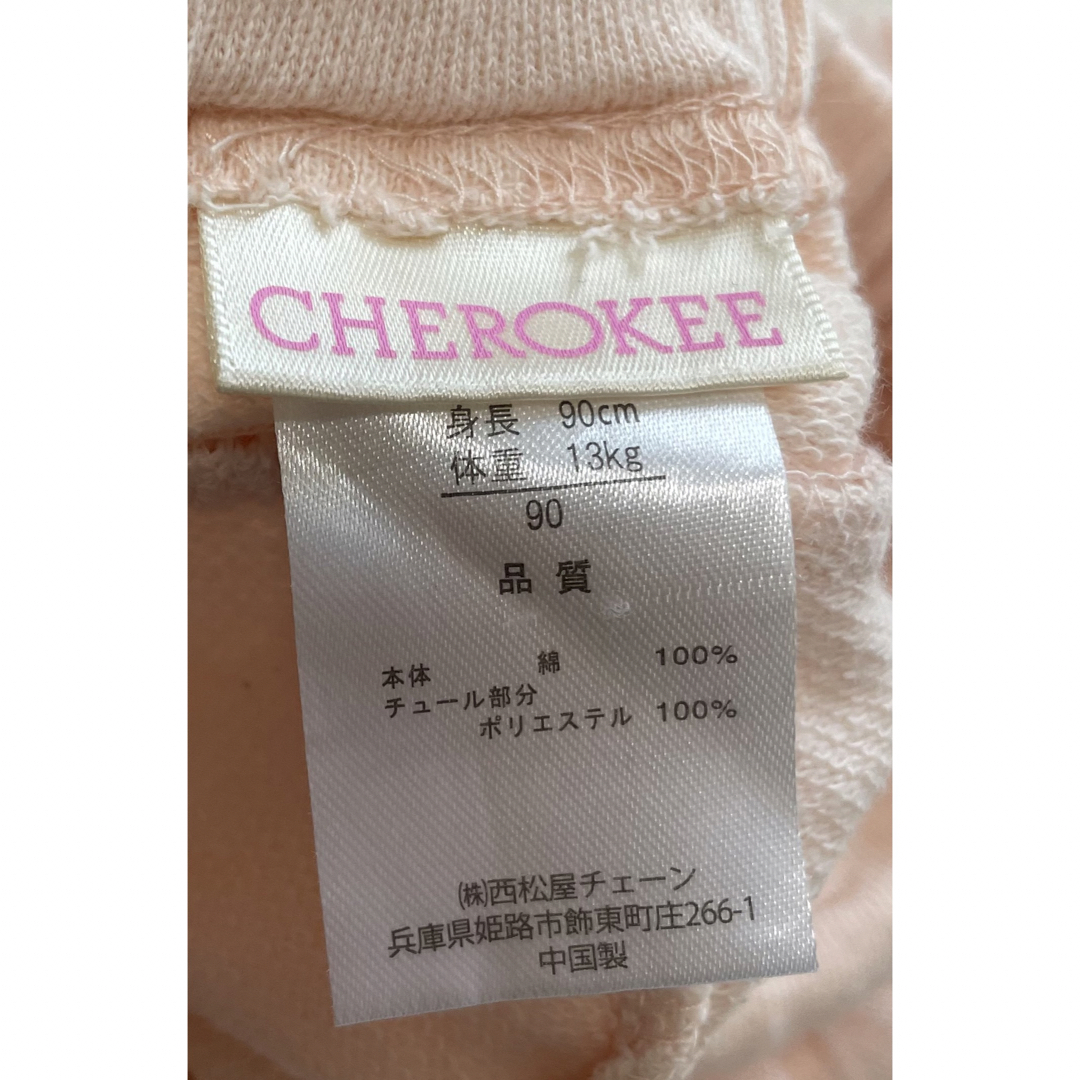 CHEROKEE
身長 90cm
体重 13kg
90
品質
本体 綿 100%
チュール部分
ポリエステル 100%
㈱西松屋チェーン
兵庫県姫路市飾東町庄266-1
中国製